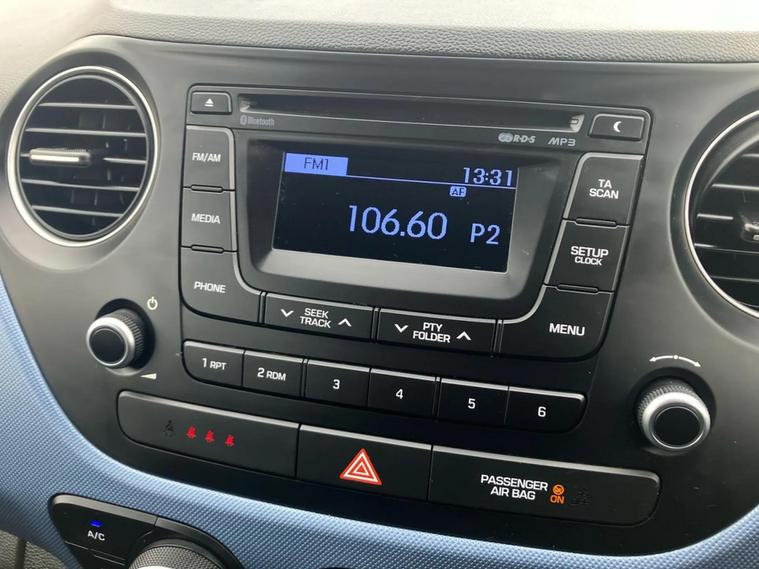 Bluetooth
R·D·S MP3
FM/AM
MEDIA
PHONE
FM1 13:31
AF
106.60 P2
TA
SCAN
SETUP
CLOCK
MENU
SEEK
TRACK
PTY
FOLDER
1 RPT
2 RDM
3
4
5
6
PASSENGER
AIR BAG ON
A/C